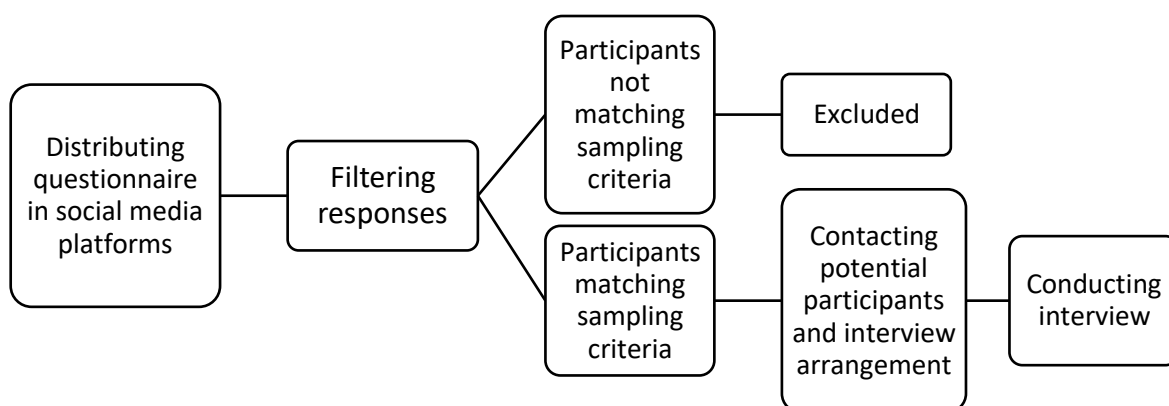 Distributing
questionnaire
in social media
platforms
Filtering
responses
Participants
not
matching
sampling
criteria
Excluded
Participants
matching
sampling
criteria
Contacting
potential
participants
and interview
arrangement
Conducting
interview